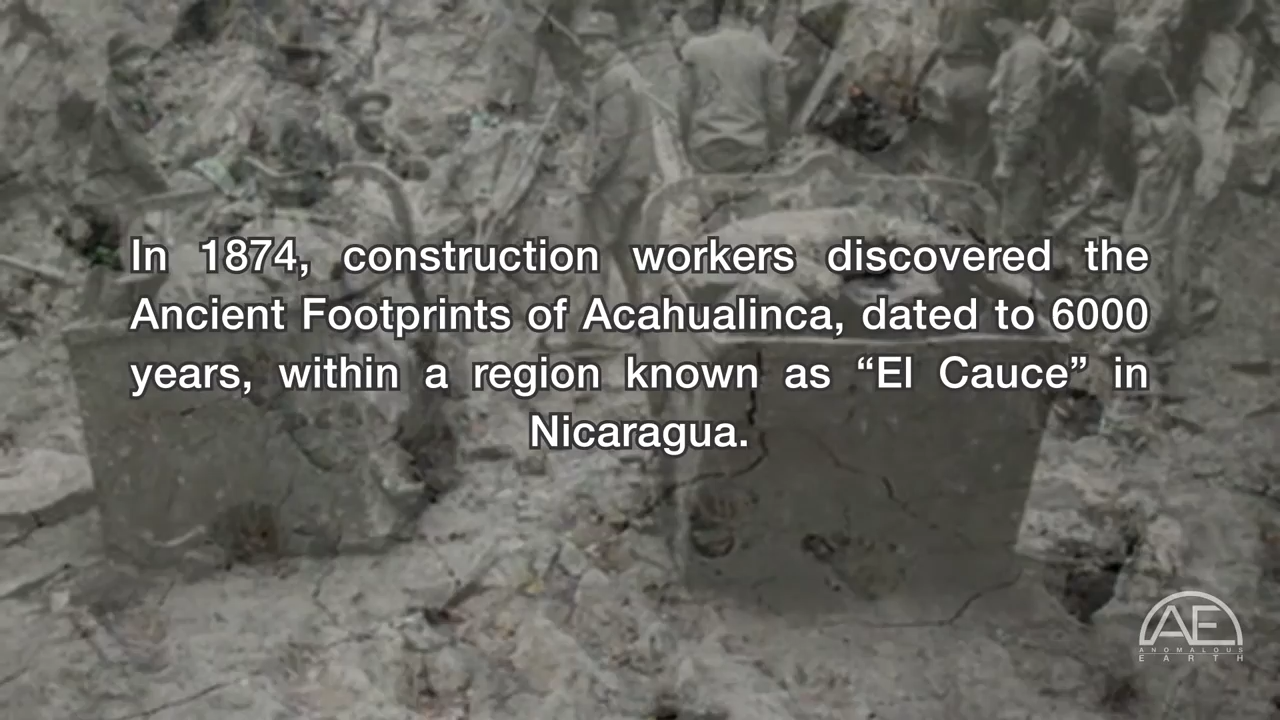 In 1874, construction workers discovered the
Ancient Footprints of Acahualinca, dated to 6000
years, within a region known as “El Cauce” in
Nicaragua.
AE
ANOMALOUS
EARTH